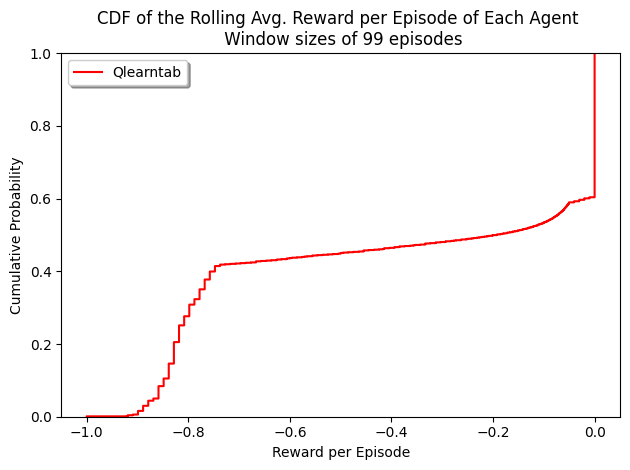 CDF of the Rolling Avg. Reward per Episode of Each Agent
Window sizes of 99 episodes
Qlearntab
1.0
0.8
0.6
0.4
0.2
0.0
Cumulative Probability
−1.0 −0.8 −0.6 −0.4 −0.2 0.0
Reward per Episode